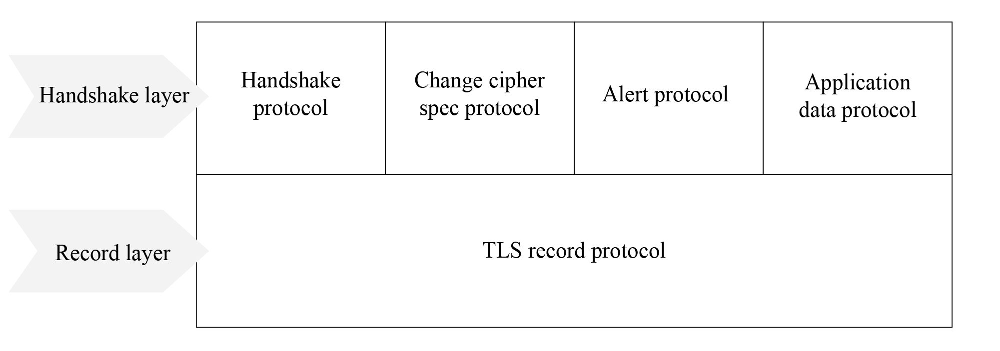 Handshake layer
Handshake
protocol
Change cipher
spec protocol
Alert protocol
Application
data protocol
Record layer
TLS record protocol